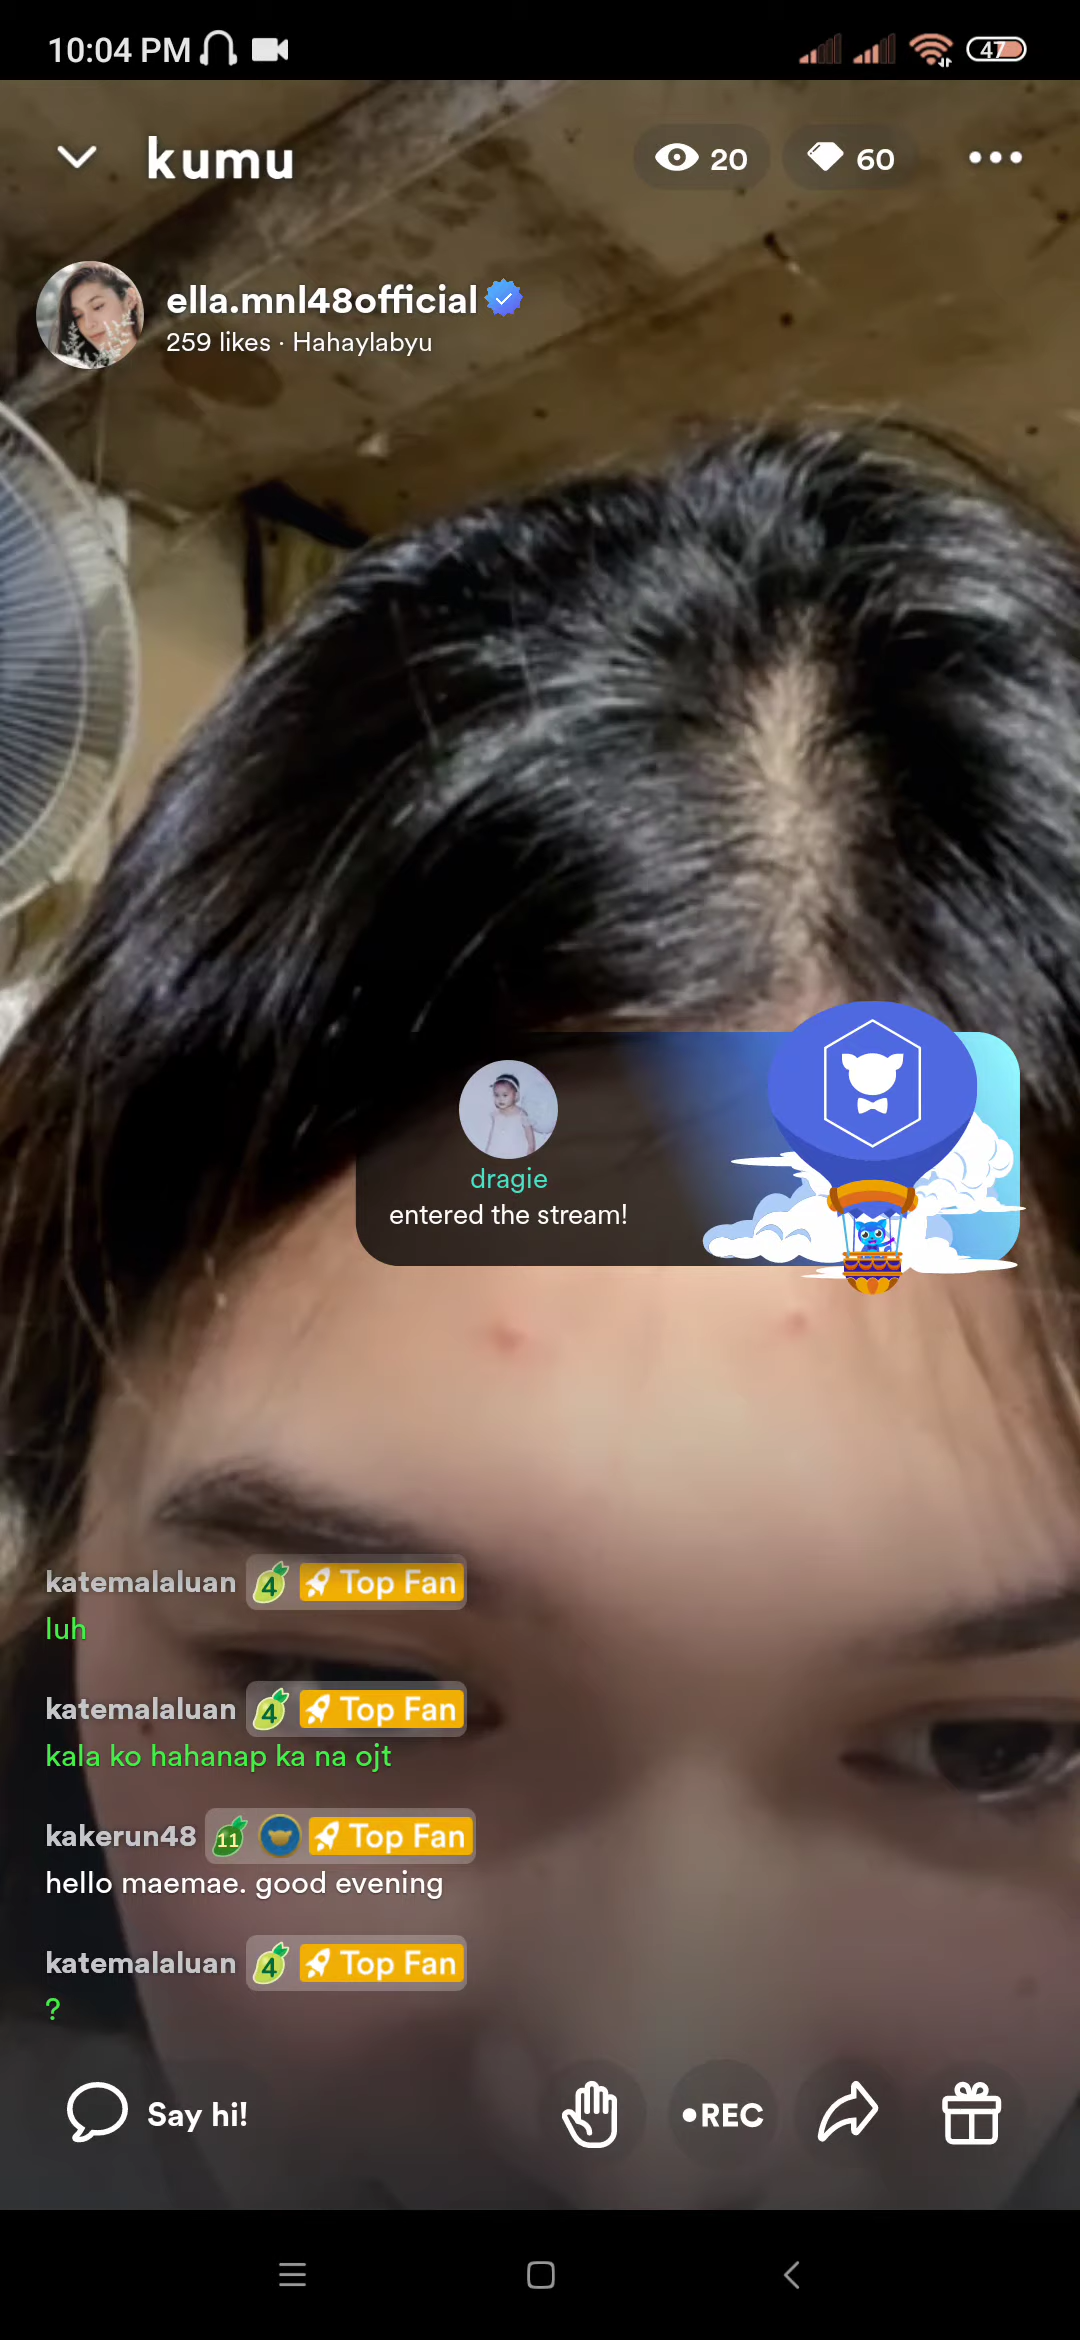 10:04 PM
47
kumu
20
60
ella.mnl48official
259 likes · Hahaylabyu
dragie
entered the stream!
katemalaluan 4 Top Fan
luh
katemalaluan 4 Top Fan
kala ko hahanap ka na ojt
kakerun48 11 Top Fan
hello maemae. good evening
katemalaluan 4 Top Fan
?
Say hi!
REC